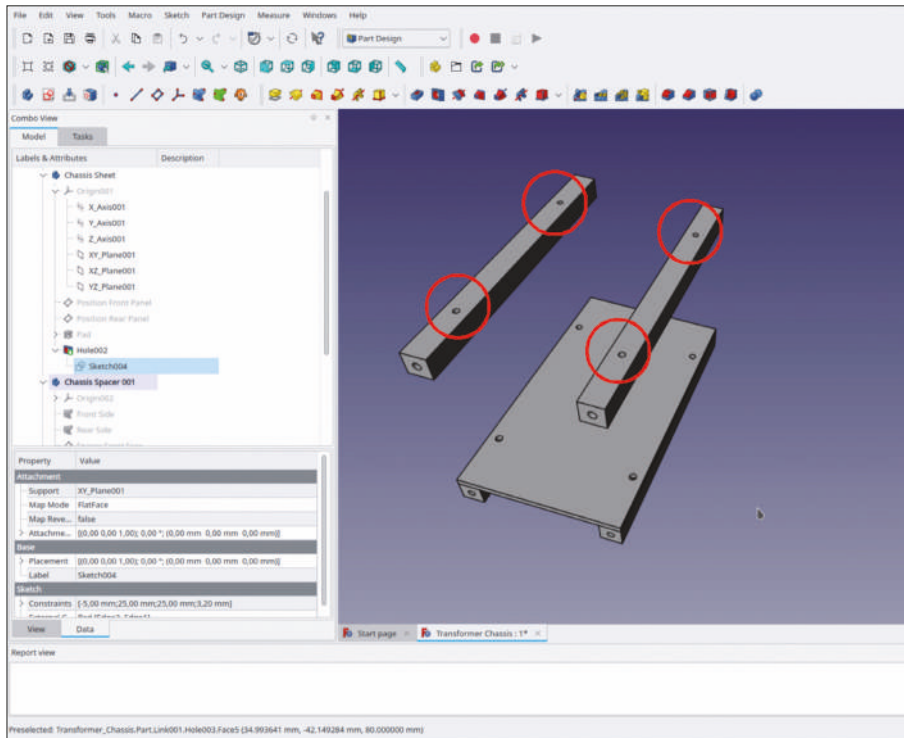 File Edit View Tools Macro Sketch Part Design Measure Windows Help
Part Design
Combo View
Model Tasks
Labels & Attributes Description
Chassis Sheet
Origin001
X_Axis001
Y_Axis001
Z_Axis001
XY_Plane001
XZ_Plane001
YZ_Plane001
Position Front Panel
Position Rear Panel
Pad
Hole002
Sketch004
Chassis Spacer 001
Origin002
Front Side
Rear Side
Property Value
Attachment
Support XY_Plane001
Map Mode FlatFace
Map Reve... false
Attachme... [(0,00 0,00 1,00); 0,00 °; (0,00 mm 0,00 mm 0,00 mm)]
Base
Placement [(0,00 0,00 1,00); 0,00 °; (0,00 mm 0,00 mm 0,00 mm)]
Label Sketch004
Sketch
Constraints [-5,00 mm;25,00 mm;25,00 mm;3,20 mm]
View Data
Start page Transformer Chassis : 1*
Report view
Preselected: Transformer_Chassis.Part.Link001.Hole003.Face5 (34.993641 mm, -42.149284 mm, 80.000000 mm)